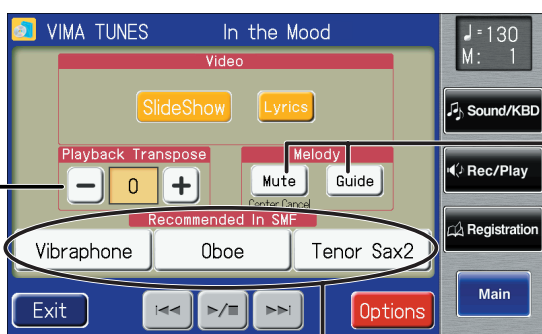 VIMA TUNES In the Mood
♩=130
M: 1
Video
SlideShow Lyrics
Sound/KBD
Playback Transpose Melody
- 0 + Mute Guide
Center Cancel
Rec/Play
Recommended In SMF
Vibraphone Oboe Tenor Sax2
Registration
Main
Exit Options